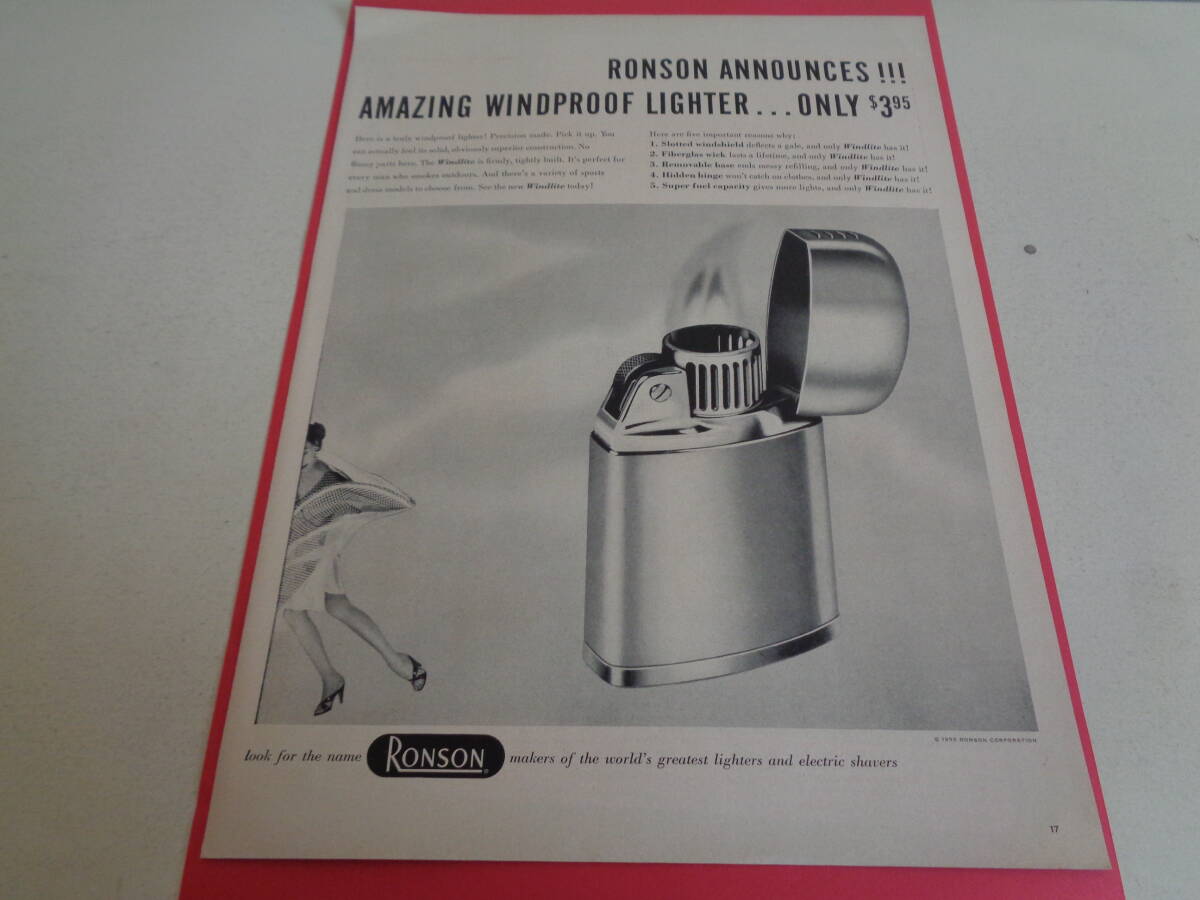 RONSON ANNOUNCES !!!
AMAZING WINDPROOF LIGHTER... ONLY $3.95
Here is a truly windproof lighter! Precision made. Pick it up. You
can actually feel its solid, obviously superior construction. No
flimsy parts here. The Windlite is firmly, tightly built. It's perfect for
every man who smokes outdoors. And there's a variety of sports
and dress models to choose from. See the new Windlite today!
Here are five important reasons why:
1. Slotted windshield deflects a gale, and only Windlite has it!
2. Fiberglas wick lasts a lifetime, and only Windlite has it!
3. Removable base ends messy refilling, and only Windlite has it!
4. Hidden hinge won't catch on clothes, and only Windlite has it!
5. Super fuel capacity gives more lights, and only Windlite has it!
© RONSON CORPORATION
look for the name RONSON makers of the world's greatest lighters and electric shavers
17